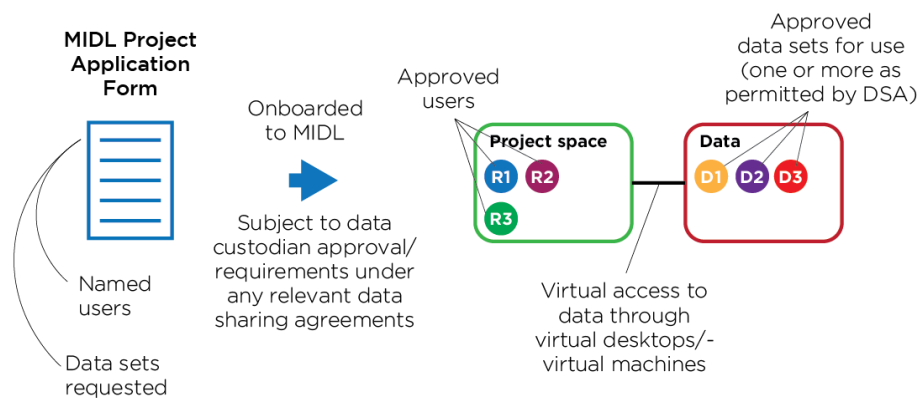 MIDL Project
Application
Form
Named
users
Data sets
requested
Onboarded
to MIDL
Subject to data
custodian approval/
requirements under
any relevant data
sharing agreements
Approved
users
Project space
R1
R2
R3
Approved
data sets for use
(one or more as
permitted by DSA)
Data
D1
D2
D3
Virtual access to
data through
virtual desktops/-
virtual machines